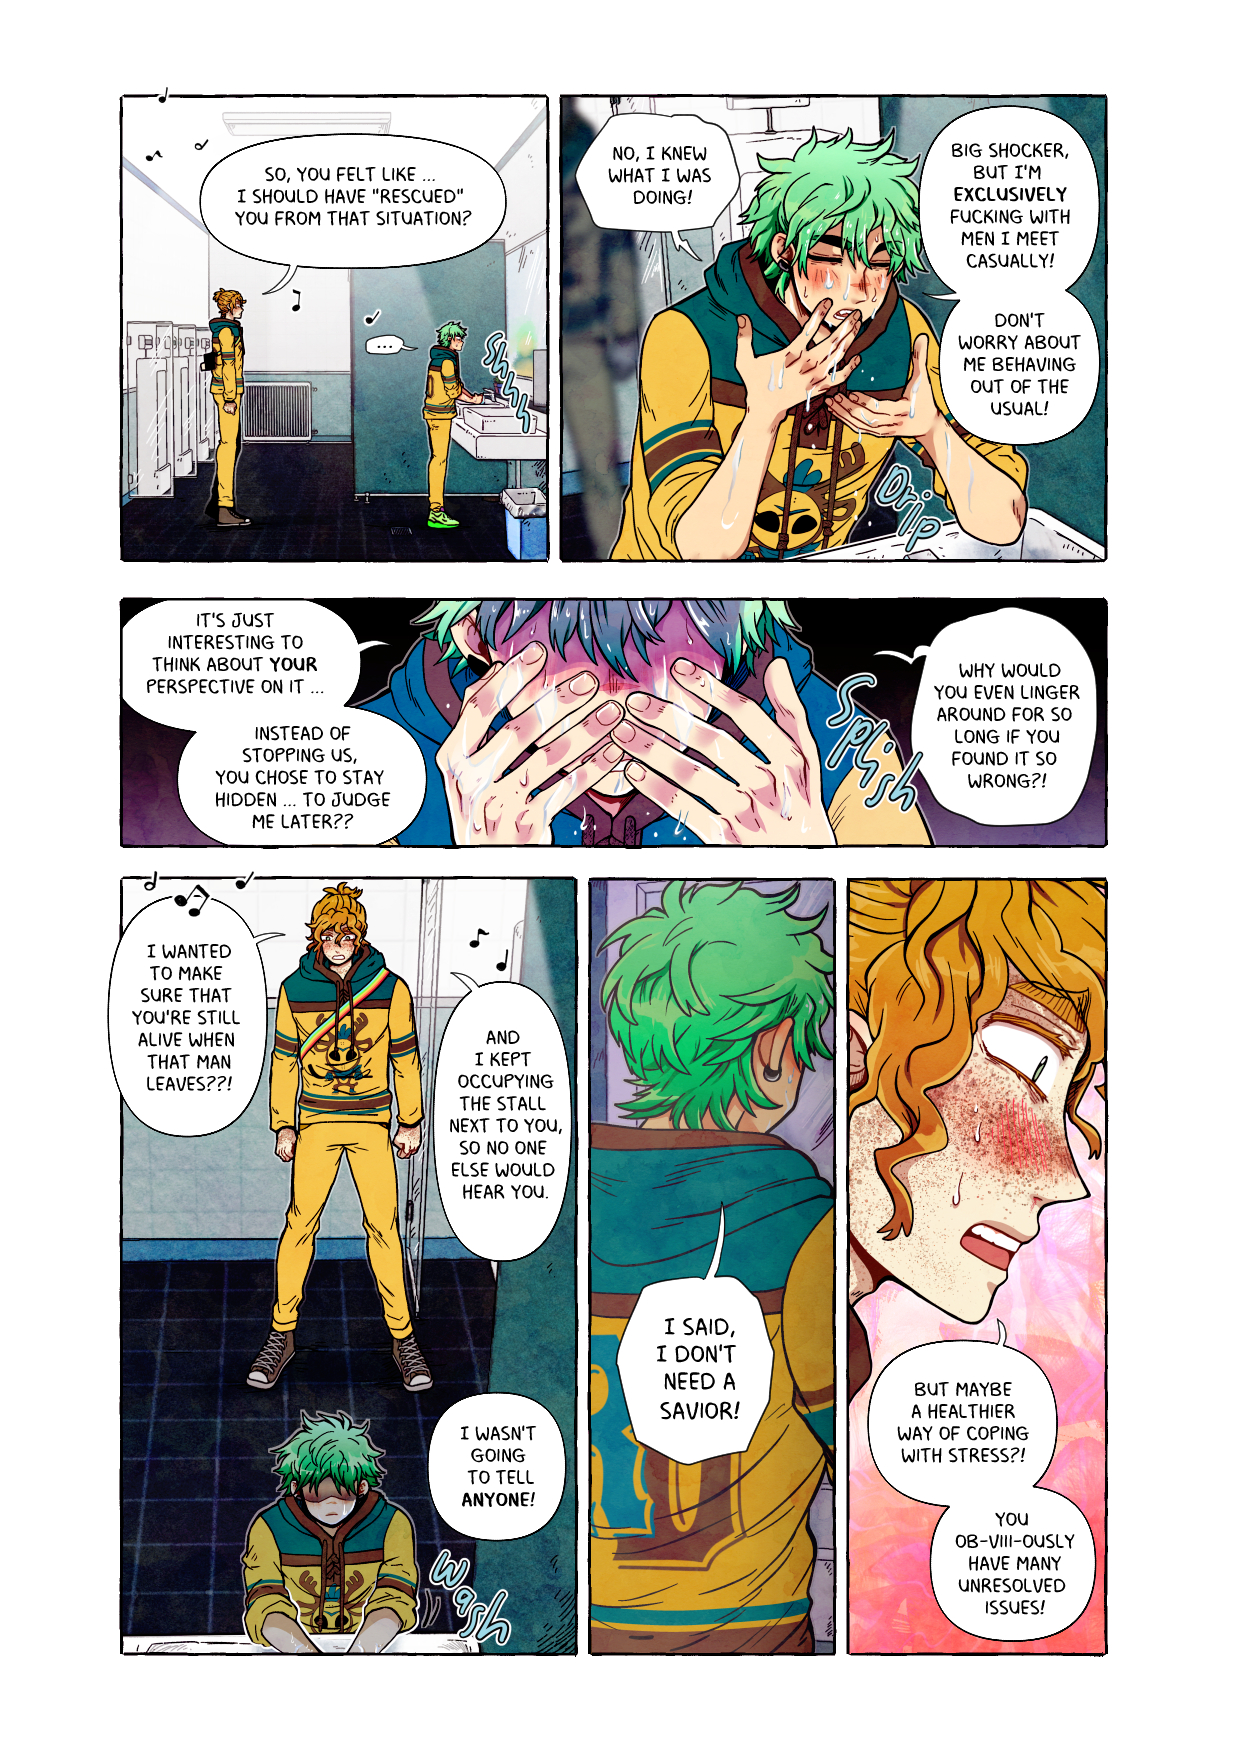 SO, YOU FELT LIKE ...
I SHOULD HAVE "RESCUED"
YOU FROM THAT SITUATION?
...
Shhhh
NO, I KNEW
WHAT I WAS
DOING!
BIG SHOCKER,
BUT I'M
EXCLUSIVELY
FUCKING WITH
MEN I MEET
CASUALLY!
DON'T
WORRY ABOUT
ME BEHAVING
OUT OF THE
USUAL!
Drip
IT'S JUST
INTERESTING TO
THINK ABOUT YOUR
PERSPECTIVE ON IT ...
INSTEAD OF
STOPPING US,
YOU CHOSE TO STAY
HIDDEN ... TO JUDGE
ME LATER??
Splish
WHY WOULD
YOU EVEN LINGER
AROUND FOR SO
LONG IF YOU
FOUND IT SO
WRONG?!
I WANTED
TO MAKE
SURE THAT
YOU'RE STILL
ALIVE WHEN
THAT MAN
LEAVES??!
AND
I KEPT
OCCUPYING
THE STALL
NEXT TO YOU,
SO NO ONE
ELSE WOULD
HEAR YOU.
I WASN'T
GOING
TO TELL
ANYONE!
Wash
I SAID,
I DON'T
NEED A
SAVIOR!
BUT MAYBE
A HEALTHIER
WAY OF COPING
WITH STRESS?!
YOU
OB-VIII-OUSLY
HAVE MANY
UNRESOLVED
ISSUES!